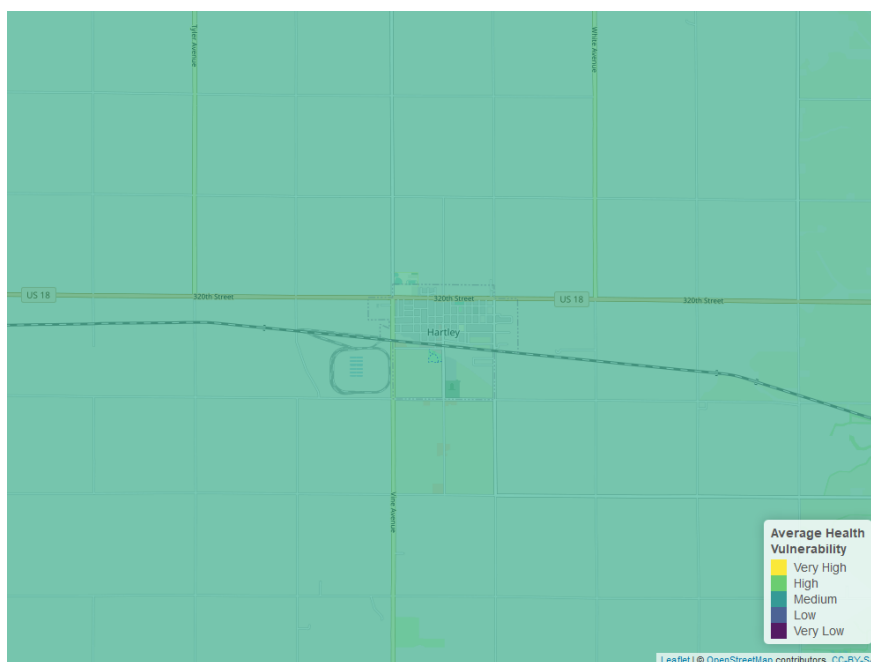 Tyler Avenue
White Avenue
US 18
320th Street
320th Street
US 18
320th Street
Hartley
Vine Avenue
Average Health
Vulnerability
Very High
High
Medium
Low
Very Low
Leaflet | © OpenStreetMap contributors, CC-BY-S